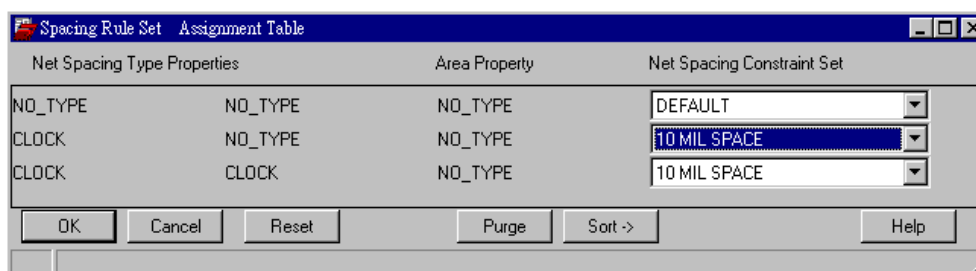 Spacing Rule Set Assignment Table
Net Spacing Type Properties Area Property Net Spacing Constraint Set
NO_TYPE NO_TYPE NO_TYPE DEFAULT
CLOCK NO_TYPE NO_TYPE 10 MIL SPACE
CLOCK CLOCK NO_TYPE 10 MIL SPACE
OK Cancel Reset Purge Sort -> Help